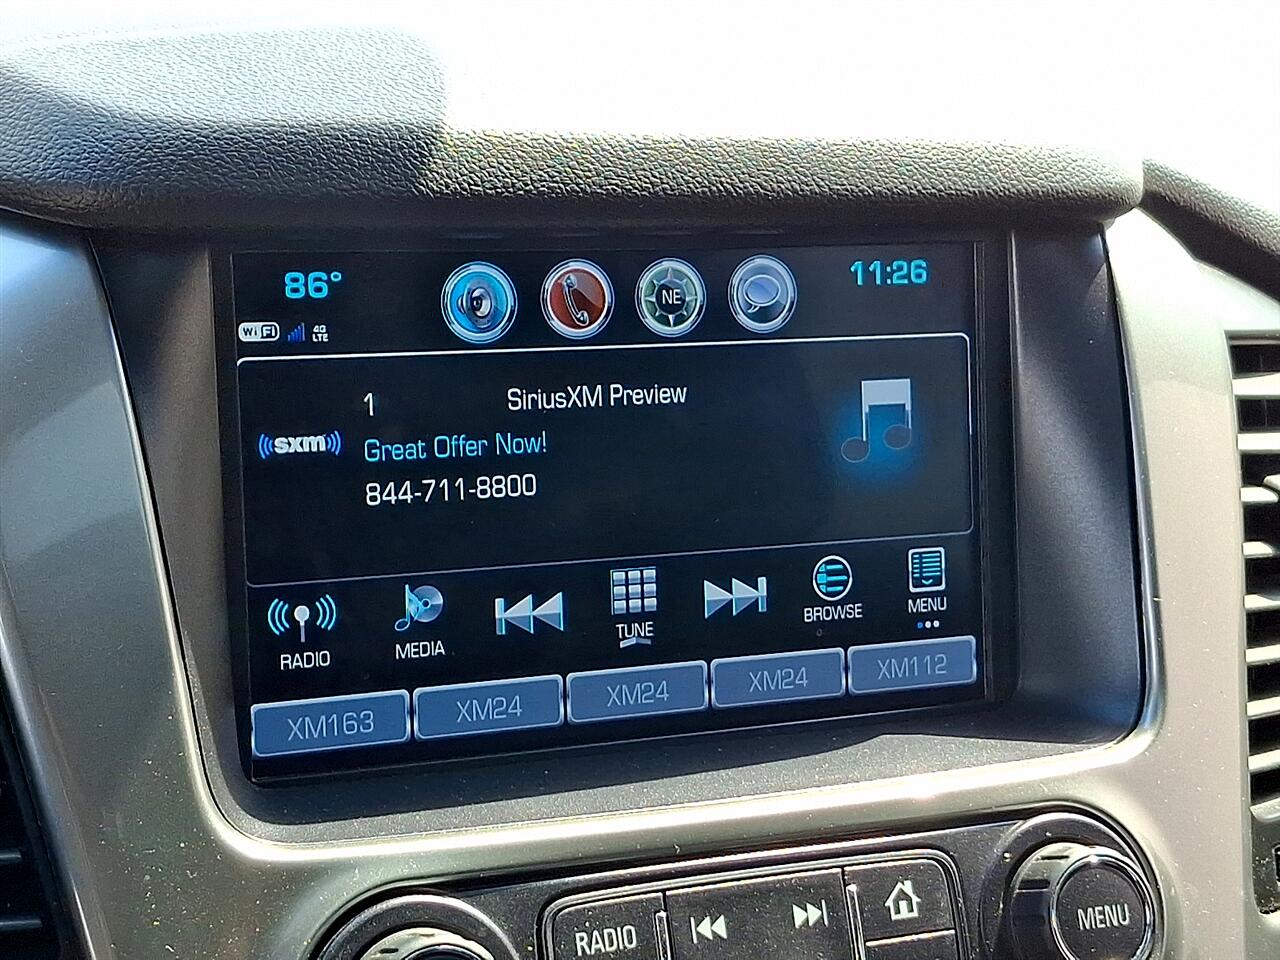 86°
11:26
NE
WiFi
4G
LTE
1
SiriusXM Preview
((sxm))
Great Offer Now!
844-711-8800
RADIO
MEDIA
TUNE
BROWSE
MENU
XM163
XM24
XM24
XM24
XM112
RADIO
MENU